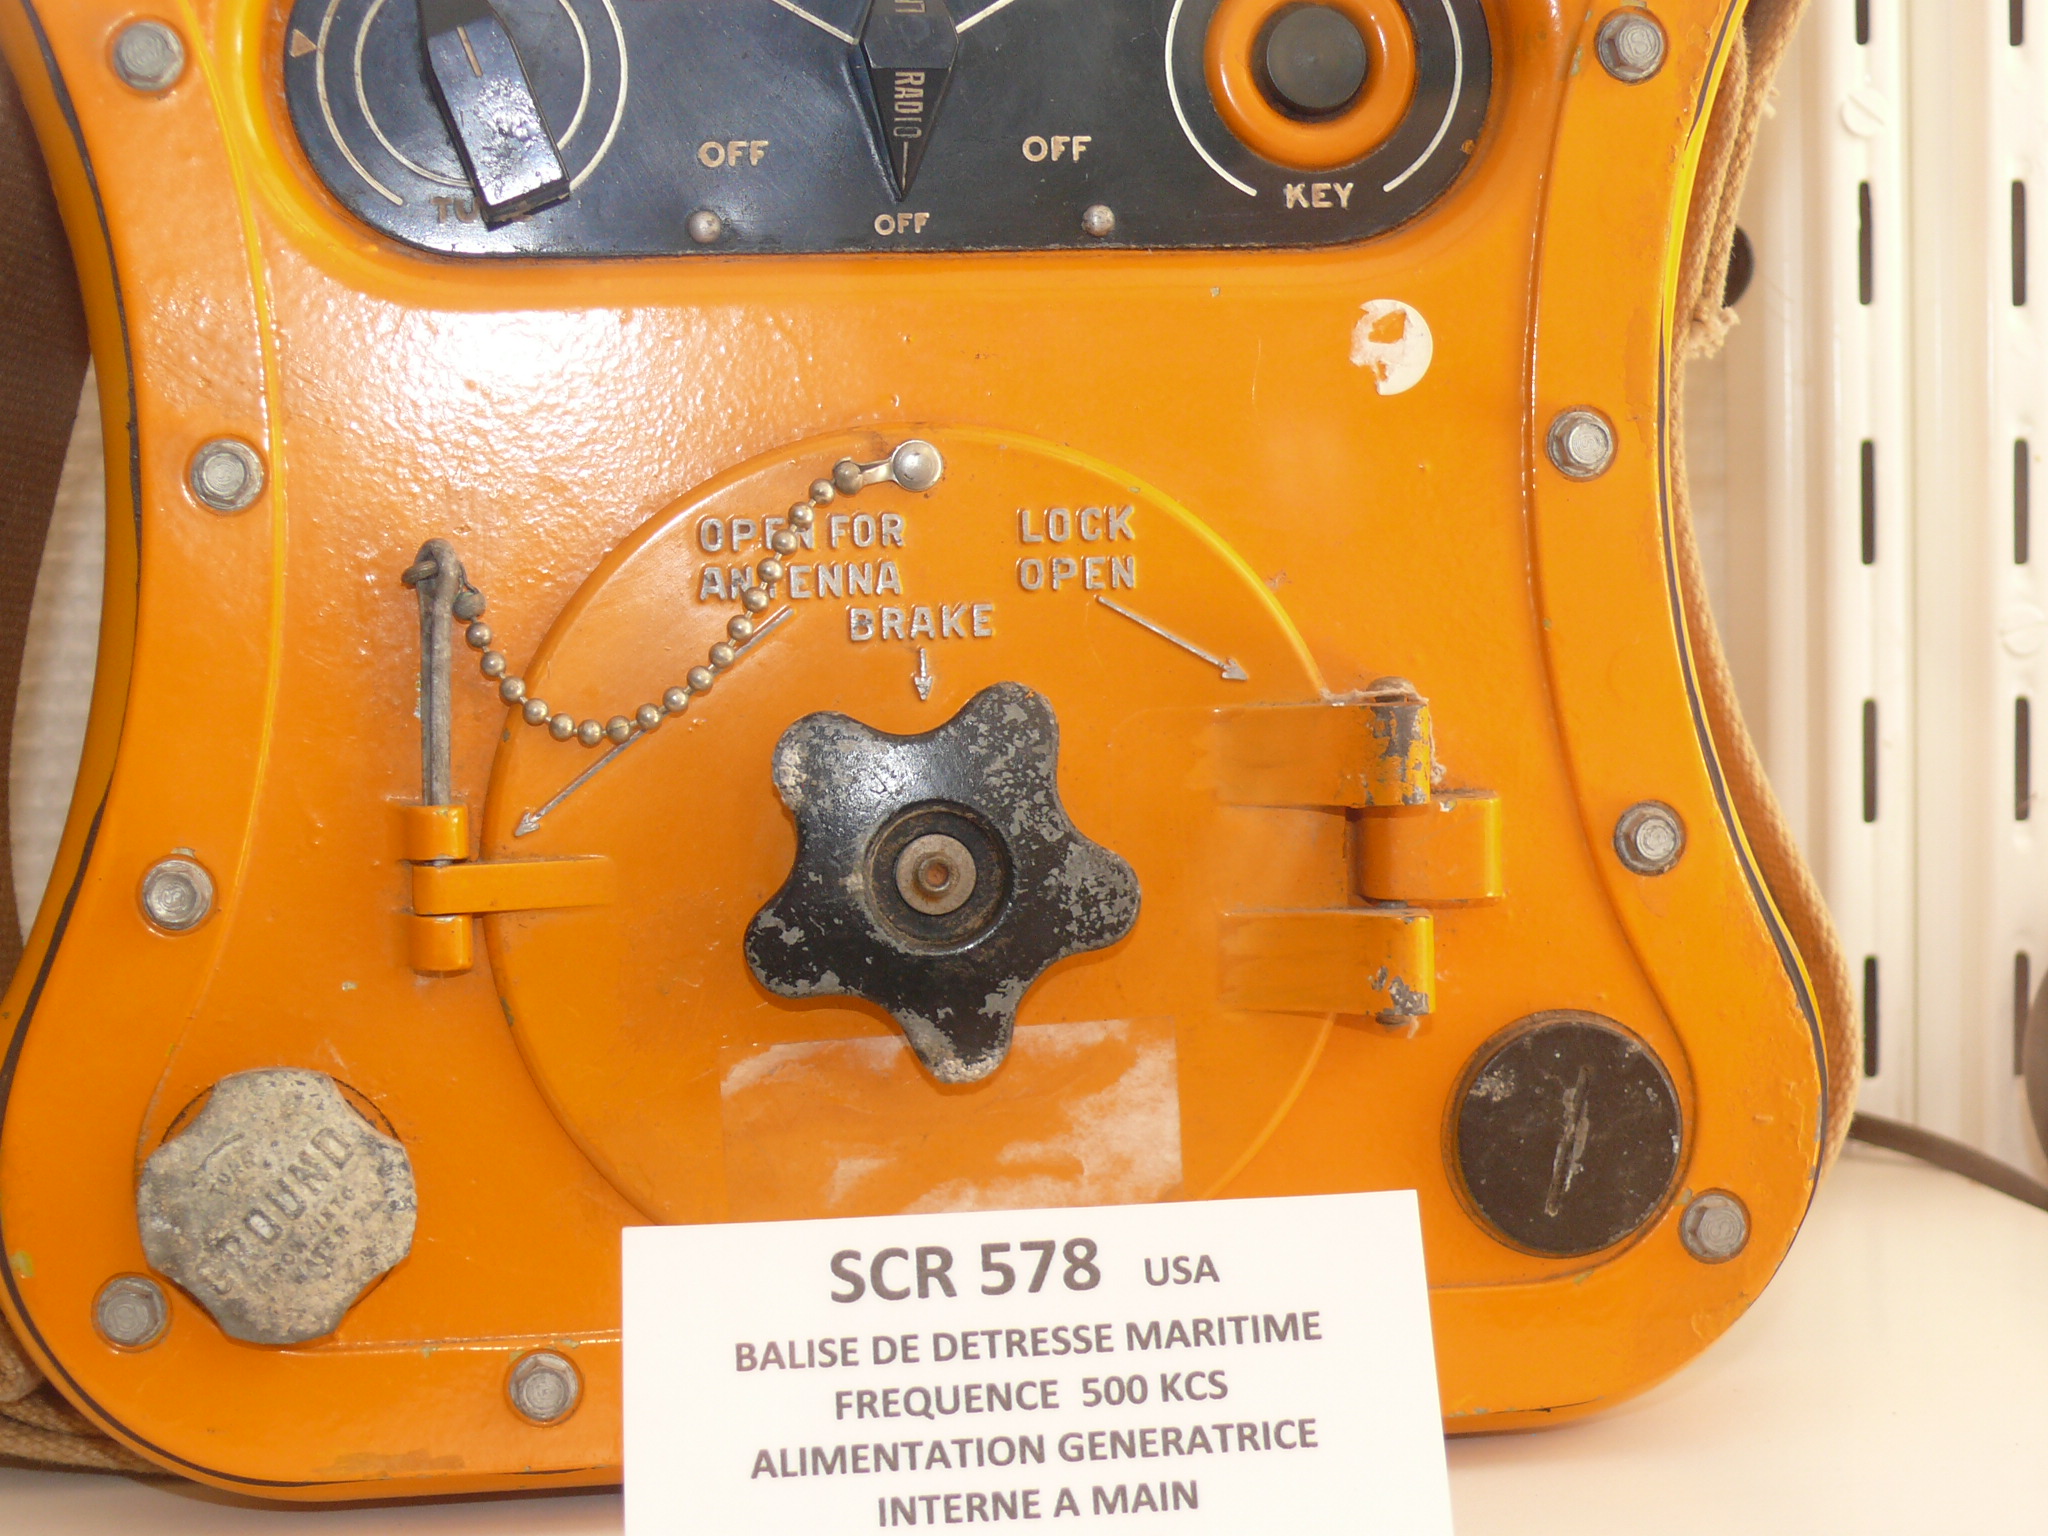 RADIO
OFF
OFF
OFF
KEY
OPEN FOR
ANTENNA
LOCK
OPEN
BRAKE
GROUND
SCR 578 USA
BALISE DE DETRESSE MARITIME
FREQUENCE 500 KCS
ALIMENTATION GENERATRICE
INTERNE A MAIN